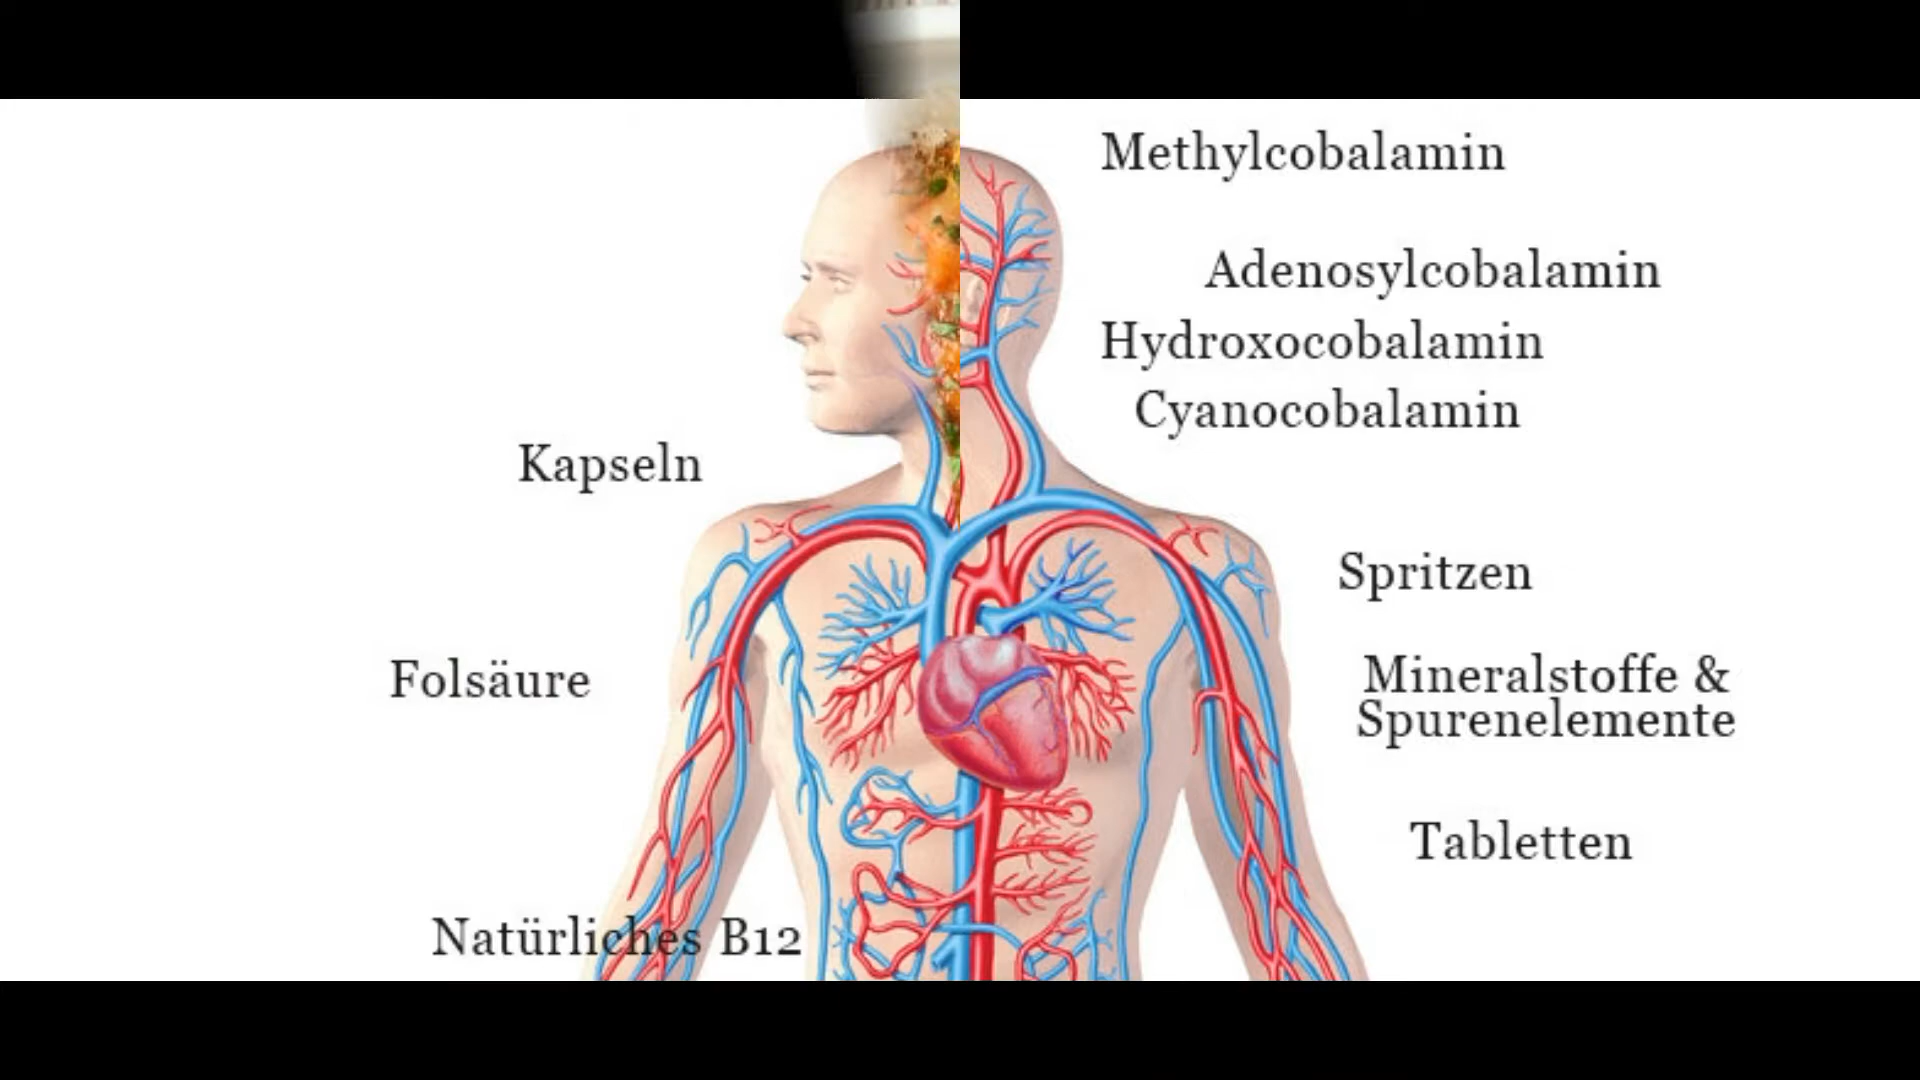 Methylcobalamin
Adenosylcobalamin
Hydroxocobalamin
Cyanocobalamin
Kapseln
Spritzen
Folsäure
Mineralstoffe &
Spurenelemente
Tabletten
Natürliches B12